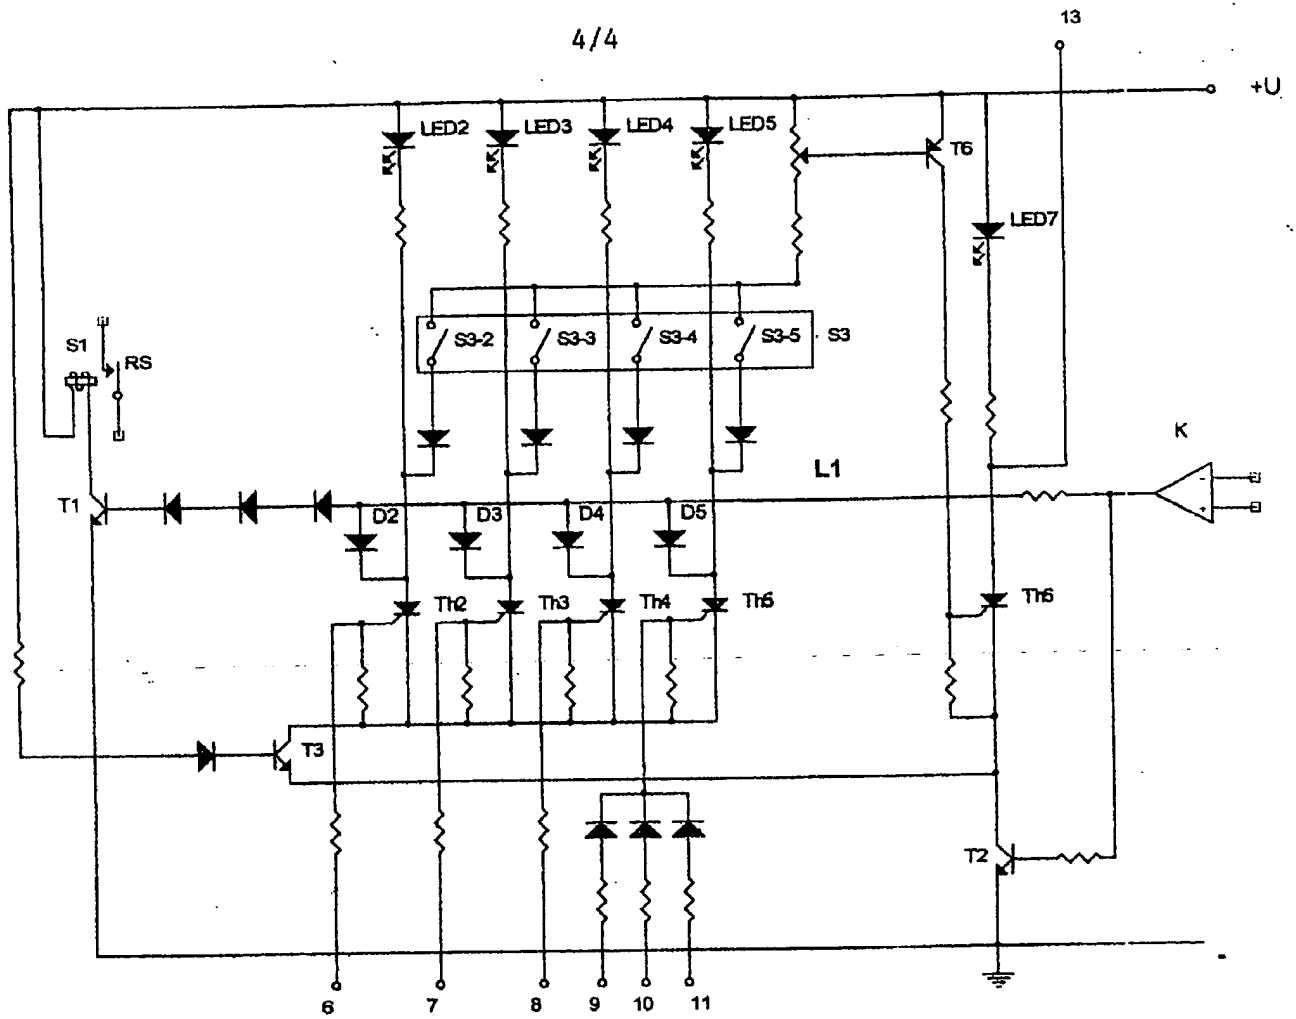 4/4
13
+U
LED2 LED3 LED4 LED5 T6
LED7
S1 RS
S3-2 S3-3 S3-4 S3-5 S3
K
L1
- 
+
T1
D2 D3 D4 D5
Th2 Th3 Th4 Th5 Th6
T3
T2
-
6 7 8 9 10 11